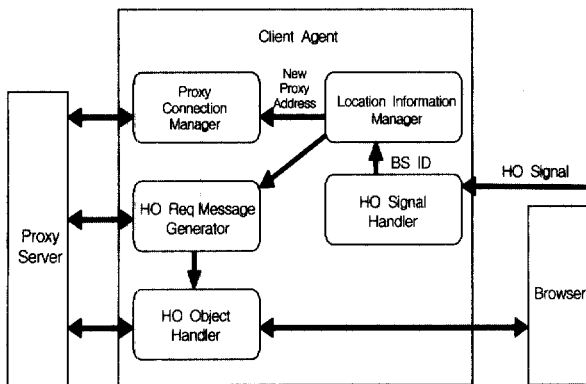 Client Agent
Proxy
Connection
Manager
New
Proxy
Address
Location Information
Manager
BS ID
HO Signal
HO Req Message
Generator
HO Signal
Handler
Proxy
Server
HO Object
Handler
Browser